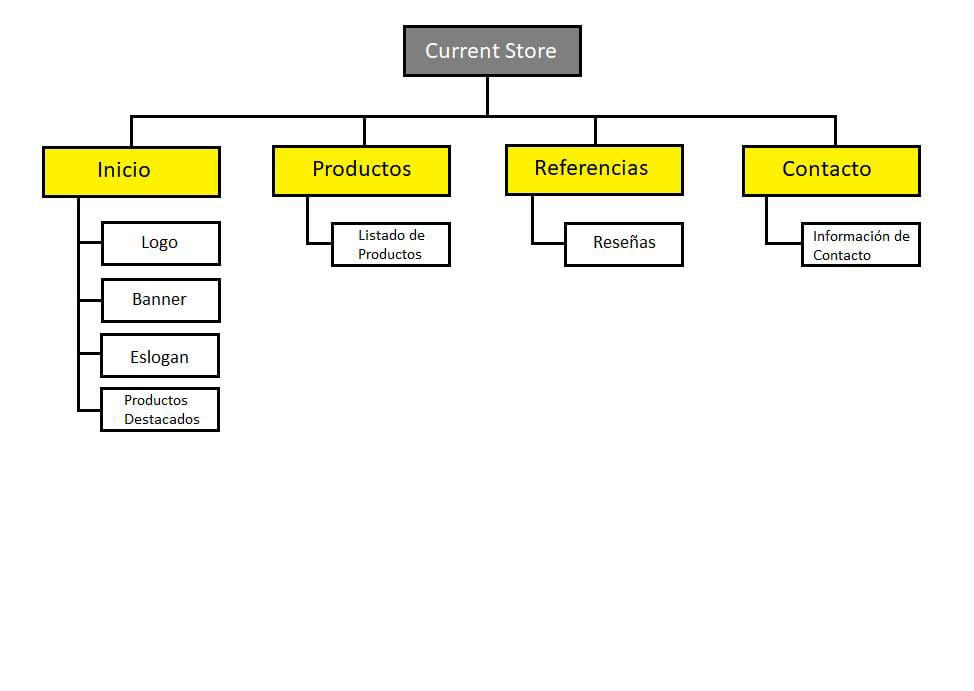 Current Store
Inicio
Productos
Referencias
Contacto
Logo
Banner
Eslogan
Productos
Destacados
Listado de
Productos
Reseñas
Información de
Contacto